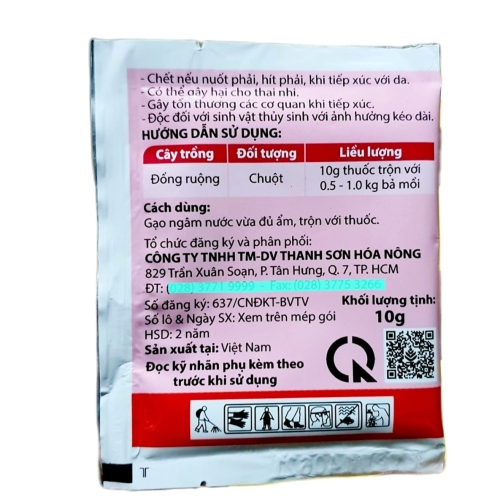 - Chết nếu nuốt phải, hít phải, khi tiếp xúc với da.
- Có thể gây hại cho thai nhi.
- Gây tổn thương các cơ quan khi tiếp xúc.
- Độc đối với sinh vật thủy sinh với ảnh hưởng kéo dài.
HƯỚNG DẪN SỬ DỤNG:
Cây trồng Đối tượng Liều lượng
Đồng ruộng Chuột 10g thuốc trộn với
0.5 - 1.0 kg bả mồi
Cách dùng:
Gạo ngâm nước vừa đủ ẩm, trộn với thuốc.
Tổ chức đăng ký và phân phối:
CÔNG TY TNHH TM-DV THANH SƠN HÓA NÔNG
829 Trần Xuân Soạn, P. Tân Hưng, Q. 7, TP. HCM
ĐT: (028) 3771 9999 - Fax: (028) 3775 3266
Số đăng ký: 637/CNĐKT-BVTV
Khối lượng tịnh:
Số lô & Ngày SX: Xem trên mép gói
10g
HSD: 2 năm
Sản xuất tại: Việt Nam
Đọc kỹ nhãn phụ kèm theo
trước khi sử dụng